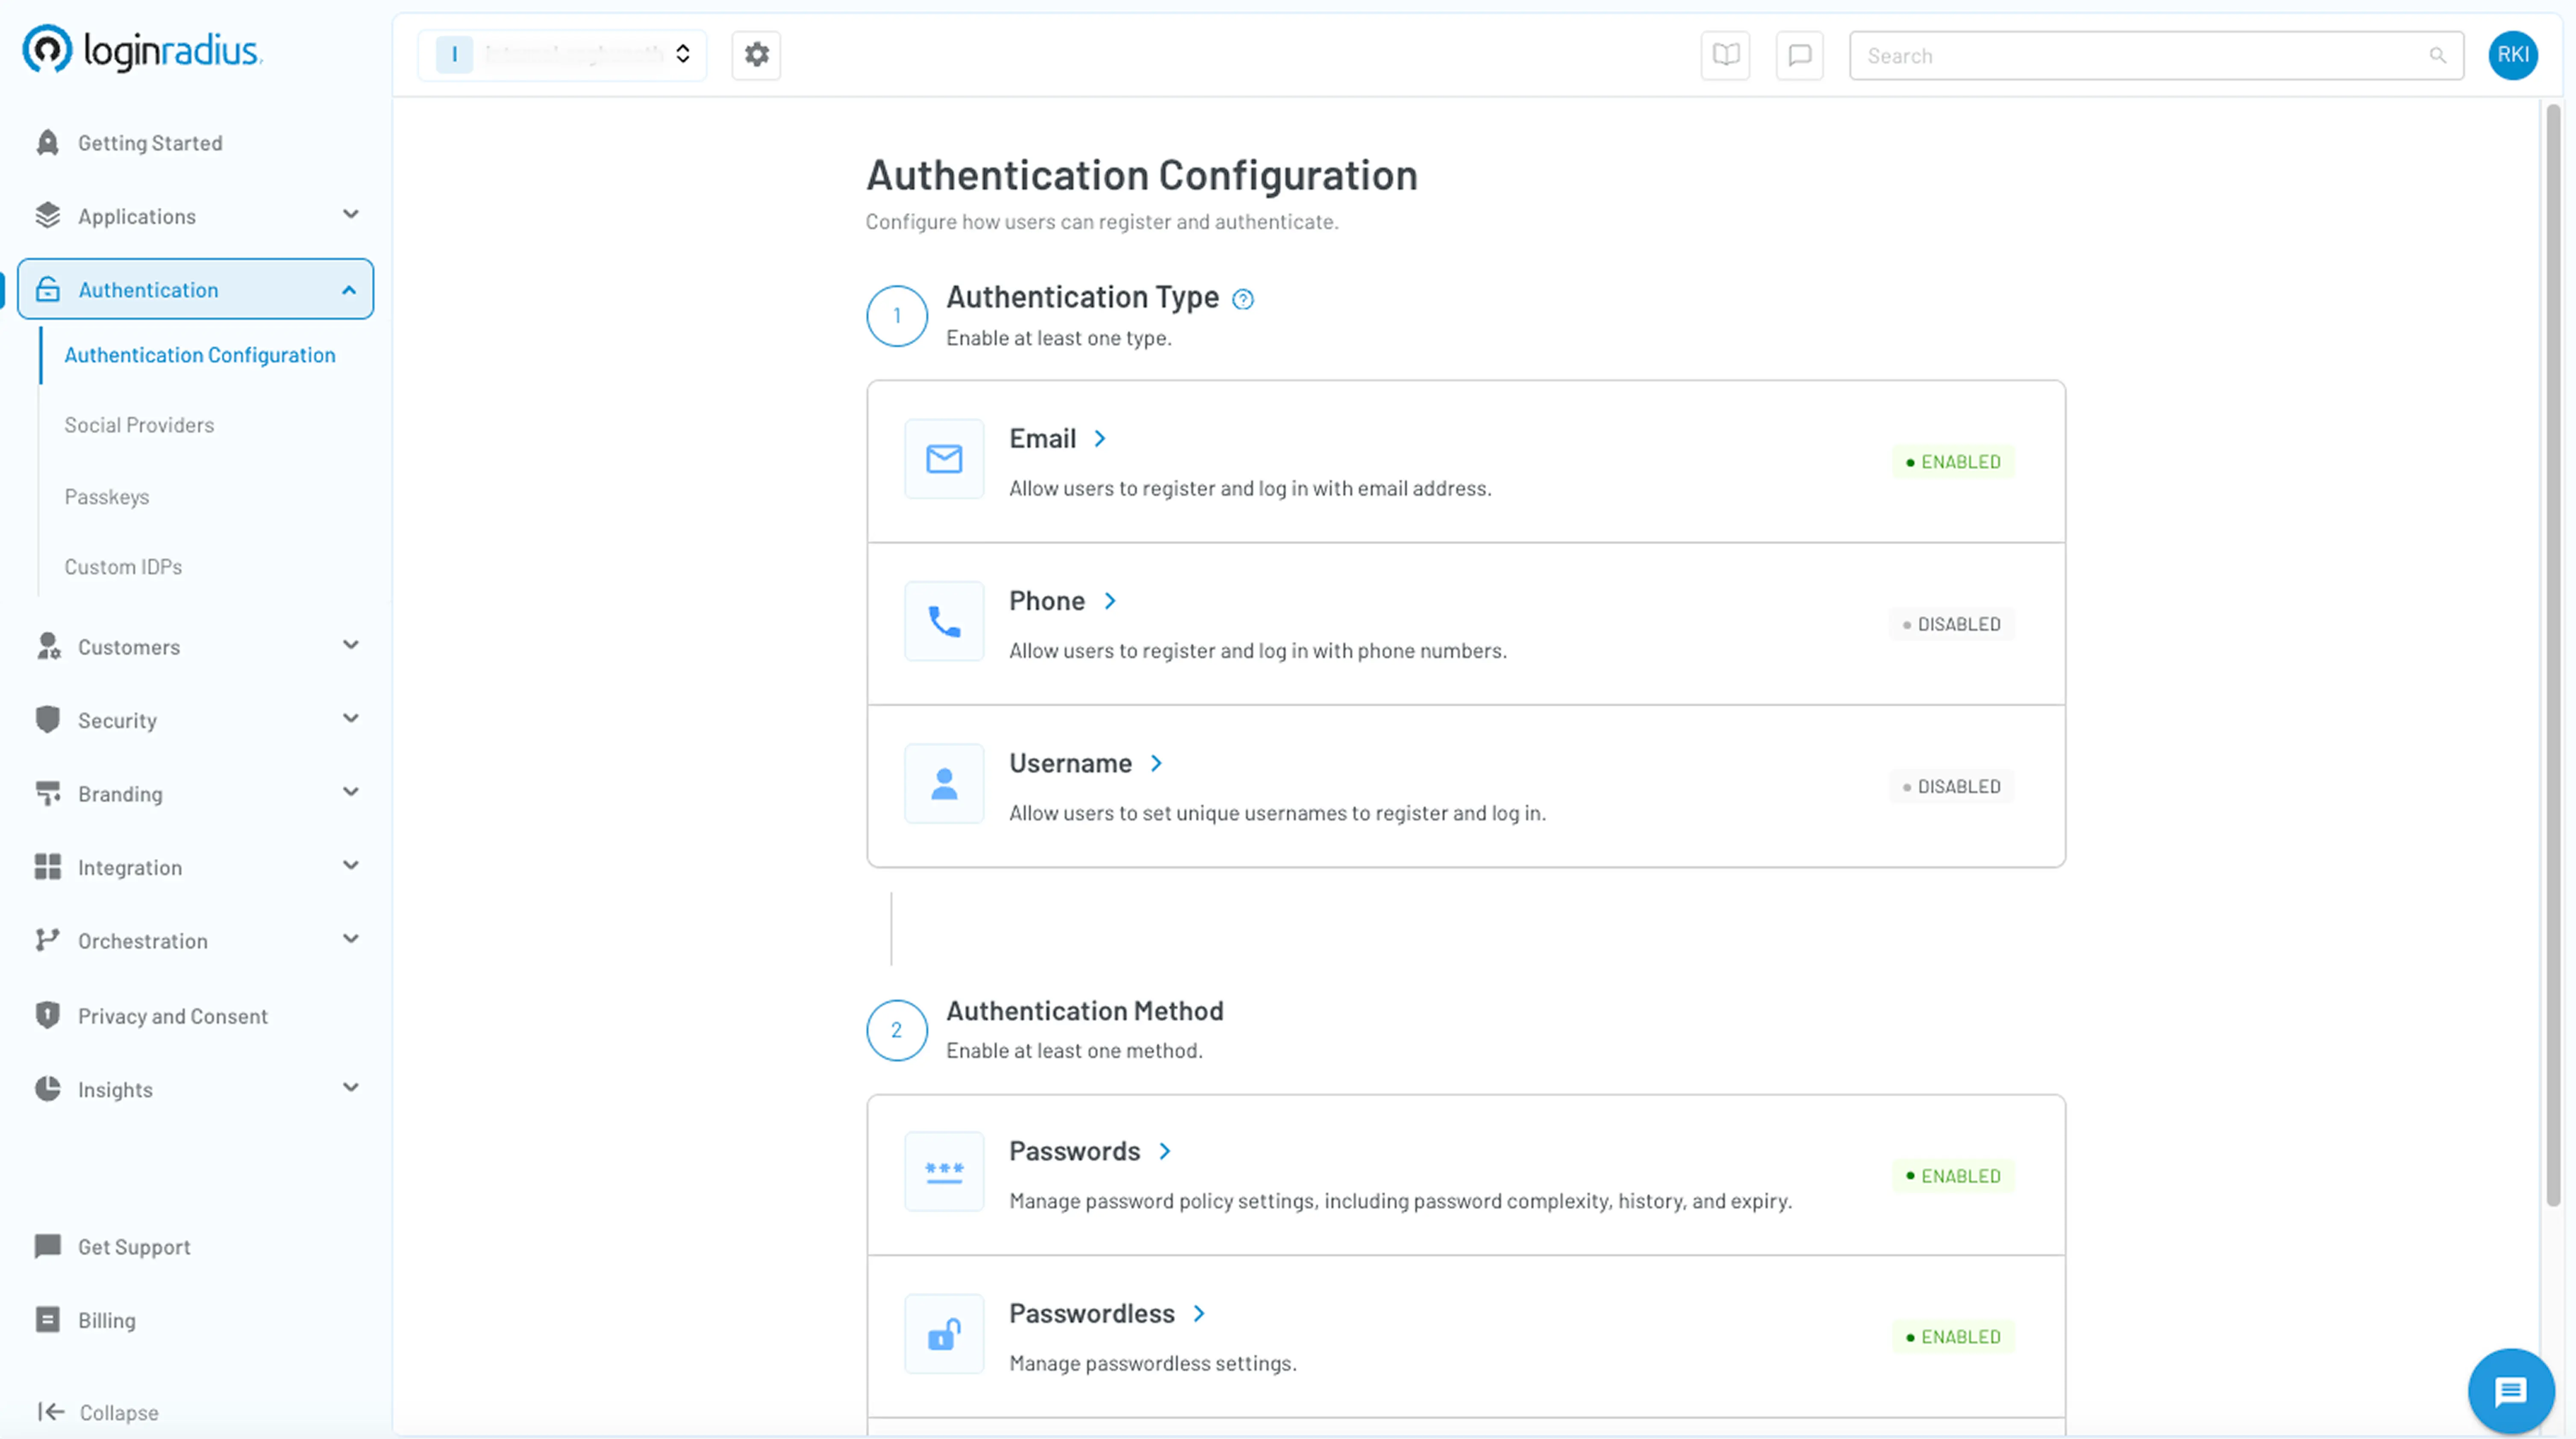 loginradius
I
Search
RKI
Getting Started
Applications
Authentication
Authentication Configuration
Social Providers
Passkeys
Custom IDPs
Customers
Security
Branding
Integration
Orchestration
Privacy and Consent
Insights
Get Support
Billing
Collapse
Authentication Configuration
Configure how users can register and authenticate.
1
Authentication Type ?
Enable at least one type.
Email
Allow users to register and log in with email address.
ENABLED
Phone
Allow users to register and log in with phone numbers.
DISABLED
Username
Allow users to set unique usernames to register and log in.
DISABLED
2
Authentication Method
Enable at least one method.
Passwords
Manage password policy settings, including password complexity, history, and expiry.
ENABLED
Passwordless
Manage passwordless settings.
ENABLED